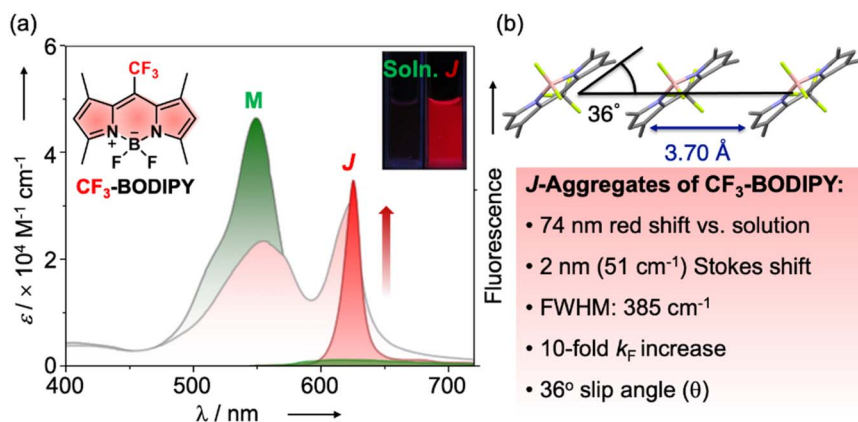 (a)
6
4
2
0
ε / × 10⁴ M⁻¹ cm⁻¹
CF₃
N N
+
B
−
F F
CF₃-BODIPY
M
Soln. J
J
400 500 600 700
λ / nm
Fluorescence
(b)
36°
3.70 Å
J-Aggregates of CF₃-BODIPY:
• 74 nm red shift vs. solution
• 2 nm (51 cm⁻¹) Stokes shift
• FWHM: 385 cm⁻¹
• 10-fold k_F increase
• 36° slip angle (θ)